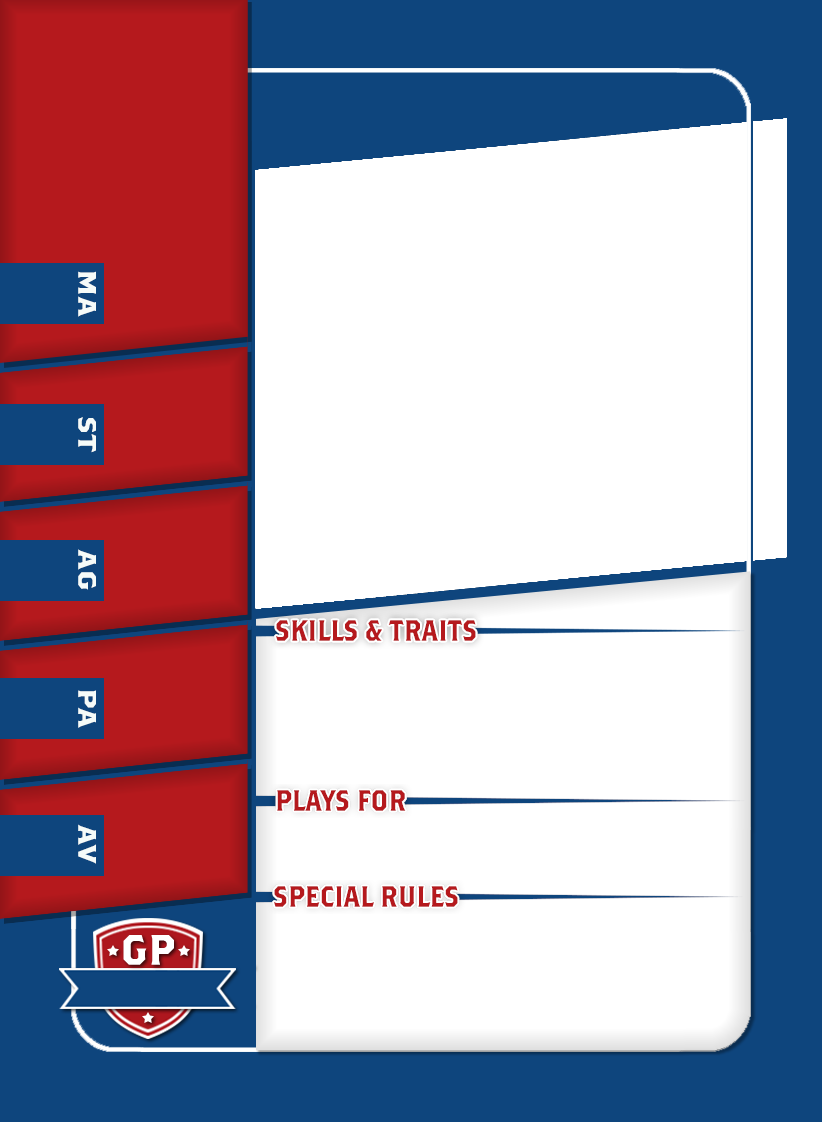 MA
ST
AG
PA
AV
SKILLS & TRAITS
PLAYS FOR
SPECIAL RULES
GP